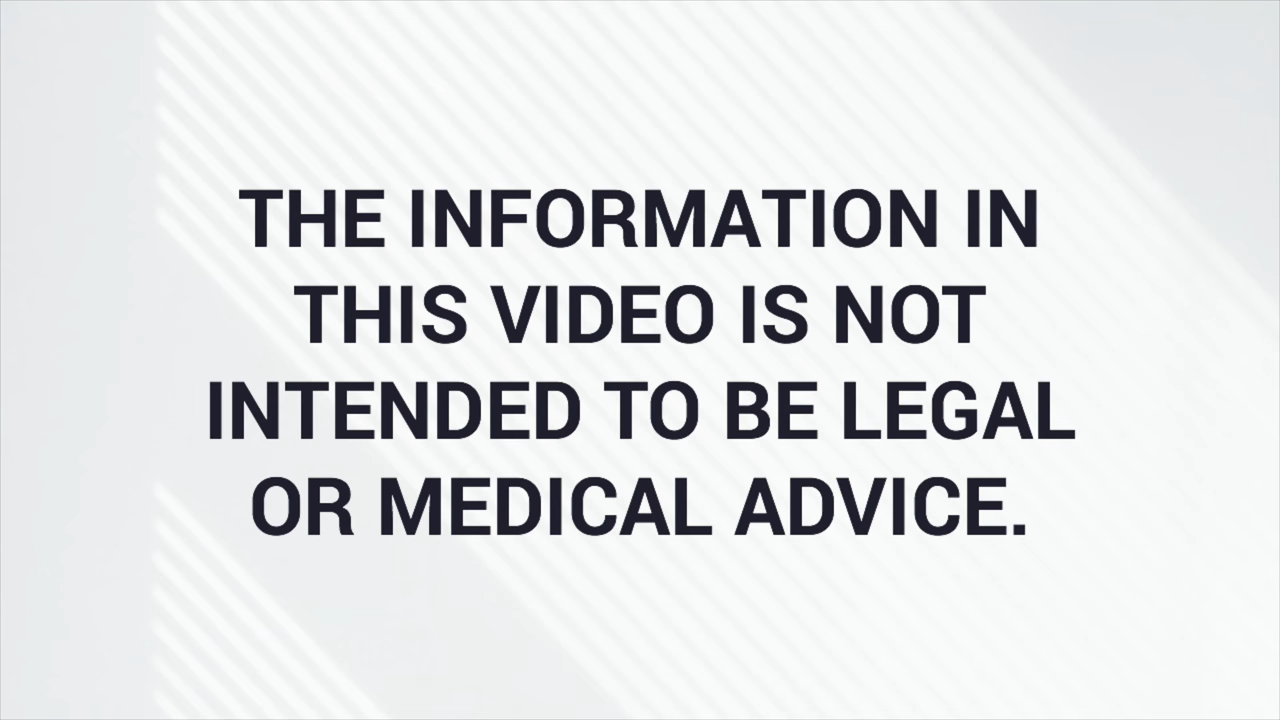 THE INFORMATION IN
THIS VIDEO IS NOT
INTENDED TO BE LEGAL
OR MEDICAL ADVICE.